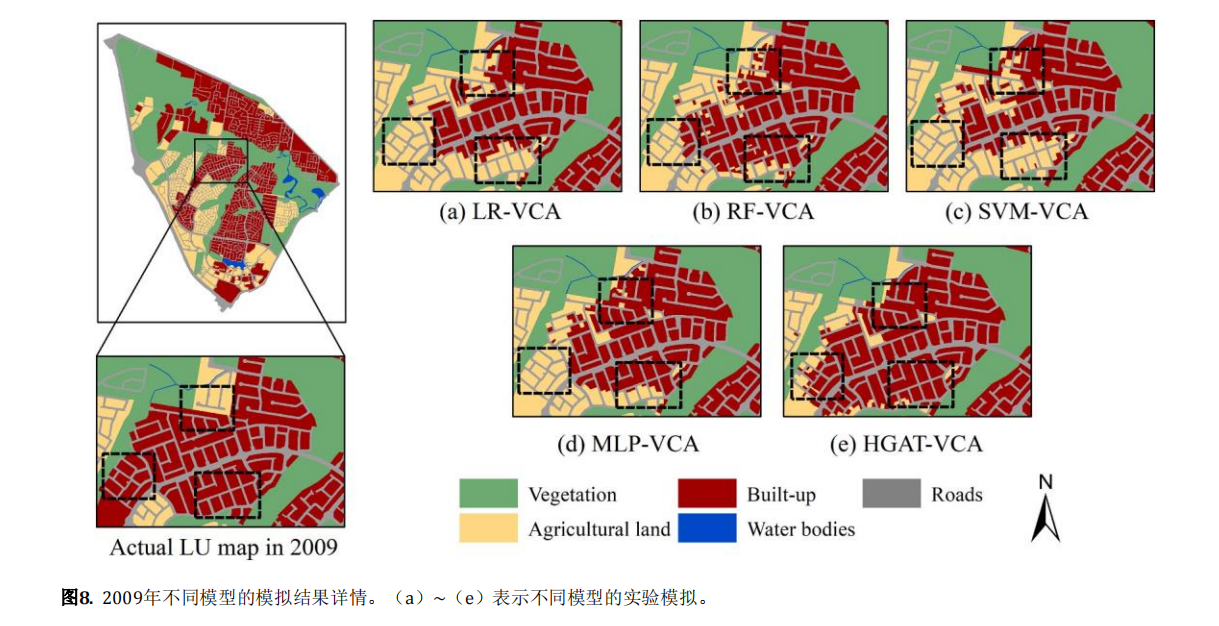 (a) LR-VCA
(b) RF-VCA
(c) SVM-VCA
(d) MLP-VCA
(e) HGAT-VCA
Vegetation
Built-up
Roads
Agricultural land
Water bodies
N
Actual LU map in 2009
图8. 2009年不同模型的模拟结果详情。（a）~（e）表示不同模型的实验模拟。